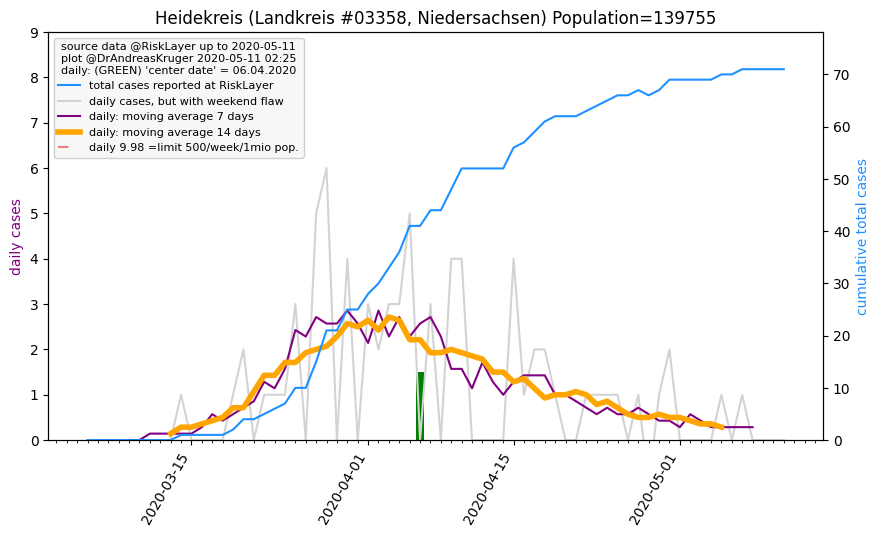 Heidekreis (Landkreis #03358, Niedersachsen) Population=139755
source data @RiskLayer up to 2020-05-11
plot @DrAndreasKruger 2020-05-11 02:25
daily: (GREEN) 'center date' = 06.04.2020
total cases reported at RiskLayer
daily cases, but with weekend flaw
daily: moving average 7 days
daily: moving average 14 days
daily 9.98 =limit 500/week/1mio pop.
daily cases
9
8
7
6
5
4
3
2
1
0
cumulative total cases
70
60
50
40
30
20
10
0
2020-03-15
2020-04-01
2020-04-15
2020-05-01